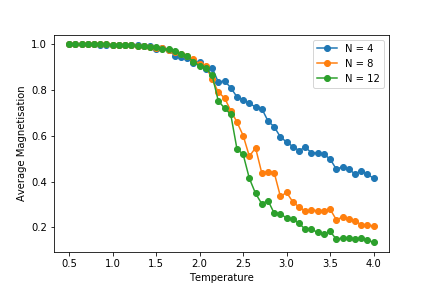 N = 4
N = 8
N = 12
1.0
0.8
0.6
0.4
0.2
Average Magnetisation
0.5 1.0 1.5 2.0 2.5 3.0 3.5 4.0
Temperature